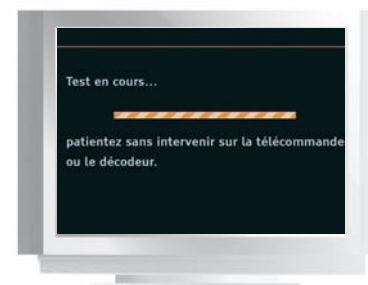 Test en cours...
patientez sans intervenir sur la télécommande
ou le décodeur.